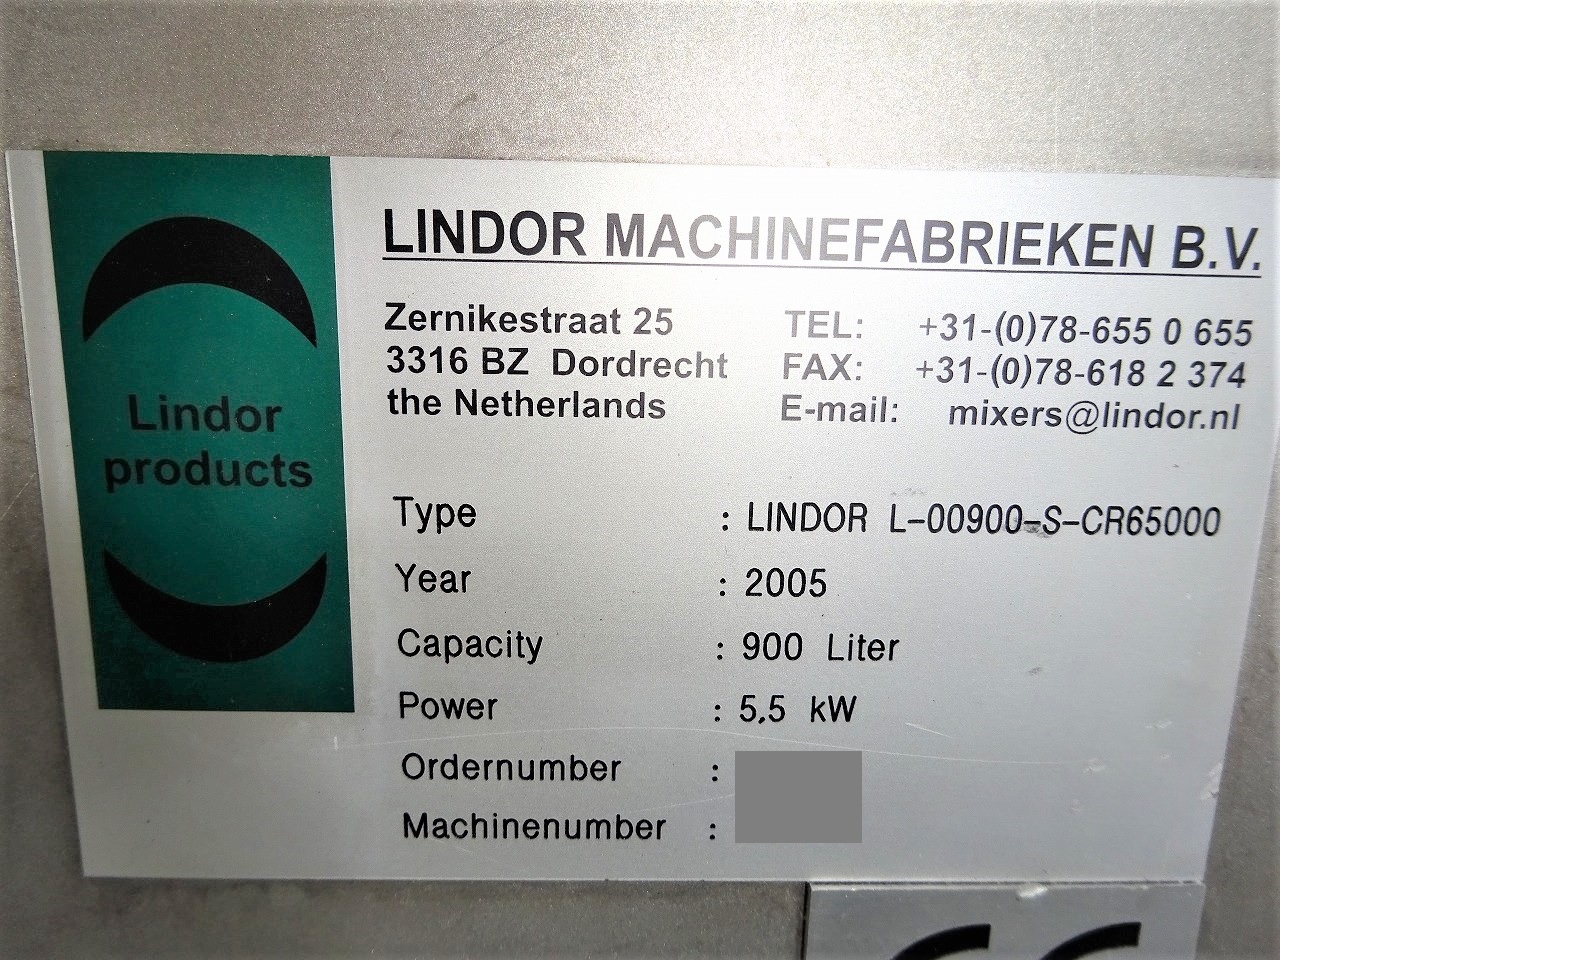 LINDOR MACHINEFABRIEKEN B.V.
Zernikestraat 25 TEL: +31-(0)78-655 0 655
3316 BZ Dordrecht FAX: +31-(0)78-618 2 374
the Netherlands E-mail: mixers@lindor.nl
Lindor
products
Type : LINDOR L-00900-S-CR65000
Year : 2005
Capacity : 900 Liter
Power : 5,5 kW
Ordernumber :
Machinenumber :
CE